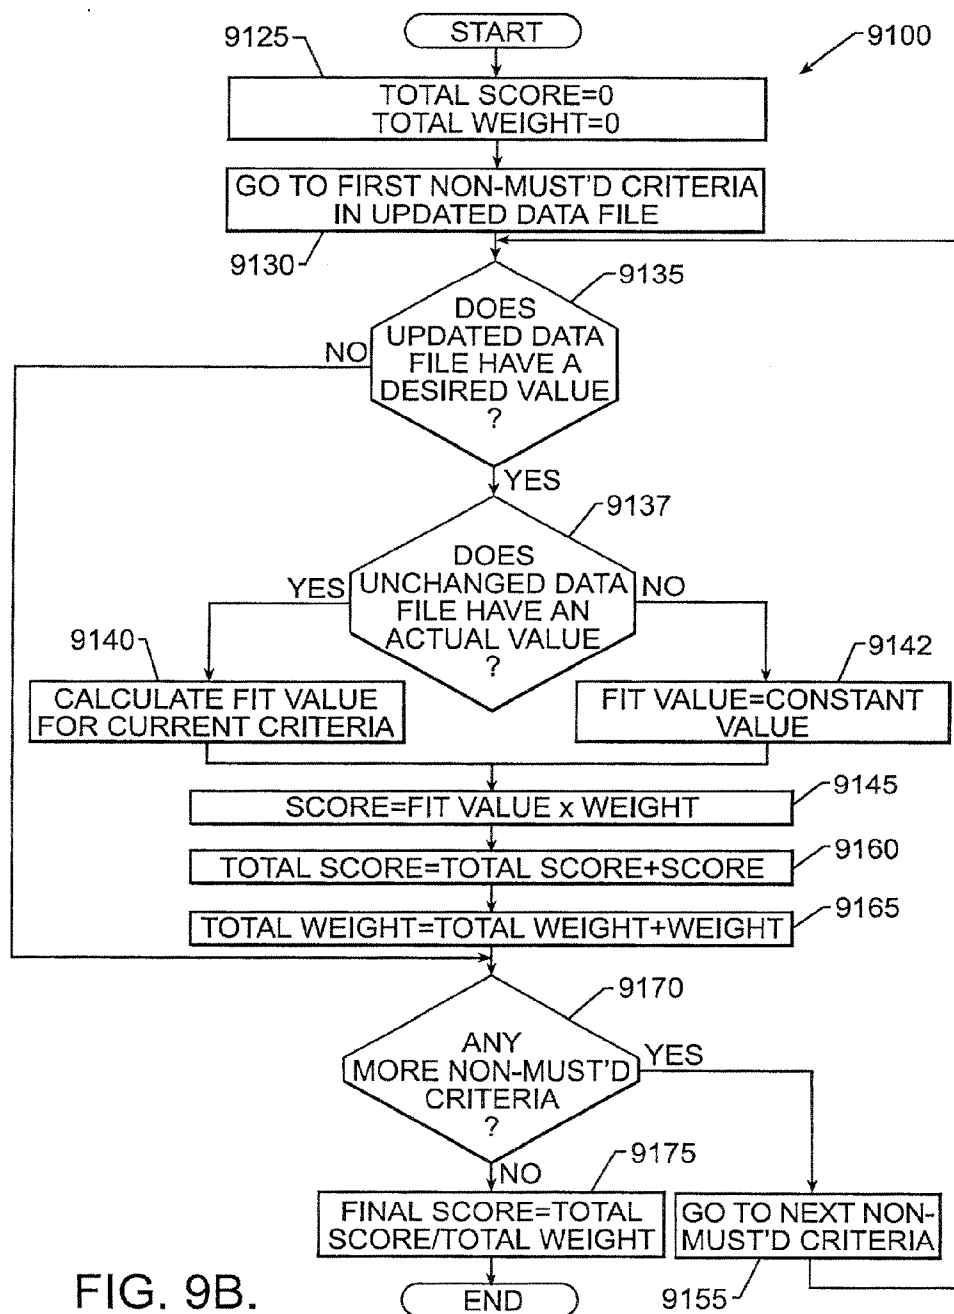 START
9125
9100
TOTAL SCORE=0
TOTAL WEIGHT=0
GO TO FIRST NON-MUST'D CRITERIA
IN UPDATED DATA FILE
9130
9135
DOES
UPDATED DATA
FILE HAVE A
DESIRED VALUE
?
NO
YES
9137
DOES
UNCHANGED DATA
FILE HAVE AN
ACTUAL VALUE
?
YES
NO
9140
9142
CALCULATE FIT VALUE
FOR CURRENT CRITERIA
FIT VALUE=CONSTANT
VALUE
9145
SCORE=FIT VALUE x WEIGHT
9160
TOTAL SCORE=TOTAL SCORE+SCORE
9165
TOTAL WEIGHT=TOTAL WEIGHT+WEIGHT
9170
ANY
MORE NON-MUST'D
CRITERIA
?
YES
NO
9175
FINAL SCORE=TOTAL
SCORE/TOTAL WEIGHT
GO TO NEXT NON-
MUST'D CRITERIA
9155
END
FIG. 9B.